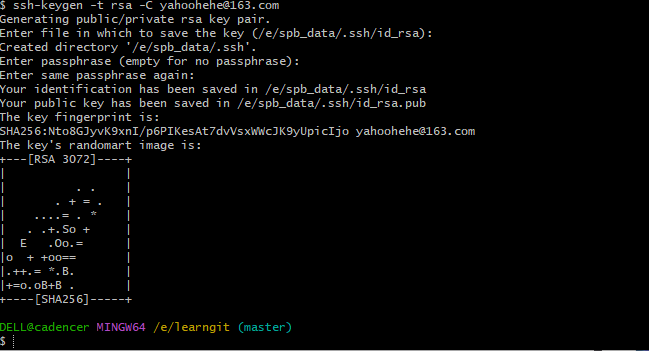 $ ssh-keygen -t rsa -C yahoohehe@163.com
Generating public/private rsa key pair.
Enter file in which to save the key (/e/spb_data/.ssh/id_rsa):
Created directory '/e/spb_data/.ssh'.
Enter passphrase (empty for no passphrase):
Enter same passphrase again:
Your identification has been saved in /e/spb_data/.ssh/id_rsa
Your public key has been saved in /e/spb_data/.ssh/id_rsa.pub
The key fingerprint is:
SHA256:Nto8GJyvK9xnI/p6PIKesAt7dvVsxWWcJK9yUpicIjo yahoohehe@163.com
The key's randomart image is:
+---[RSA 3072]----+
|                 |
|          . .    |
|       . + = .   |
|    ....= . *    |
|   . .+.So +     |
|  E   .Oo.=      |
|o  + +oo==       |
|.++.= *.B.       |
|+=o.oB+B .       |
+----[SHA256]-----+
DELL@cadencer MINGW64 /e/learngit (master)
$